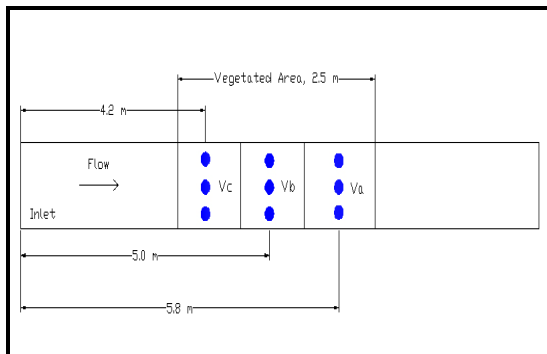 Vegetated Area, 2.5 m
4.2 m
Flow
Vc
Vb
Va
Inlet
5.0 m
5.8 m